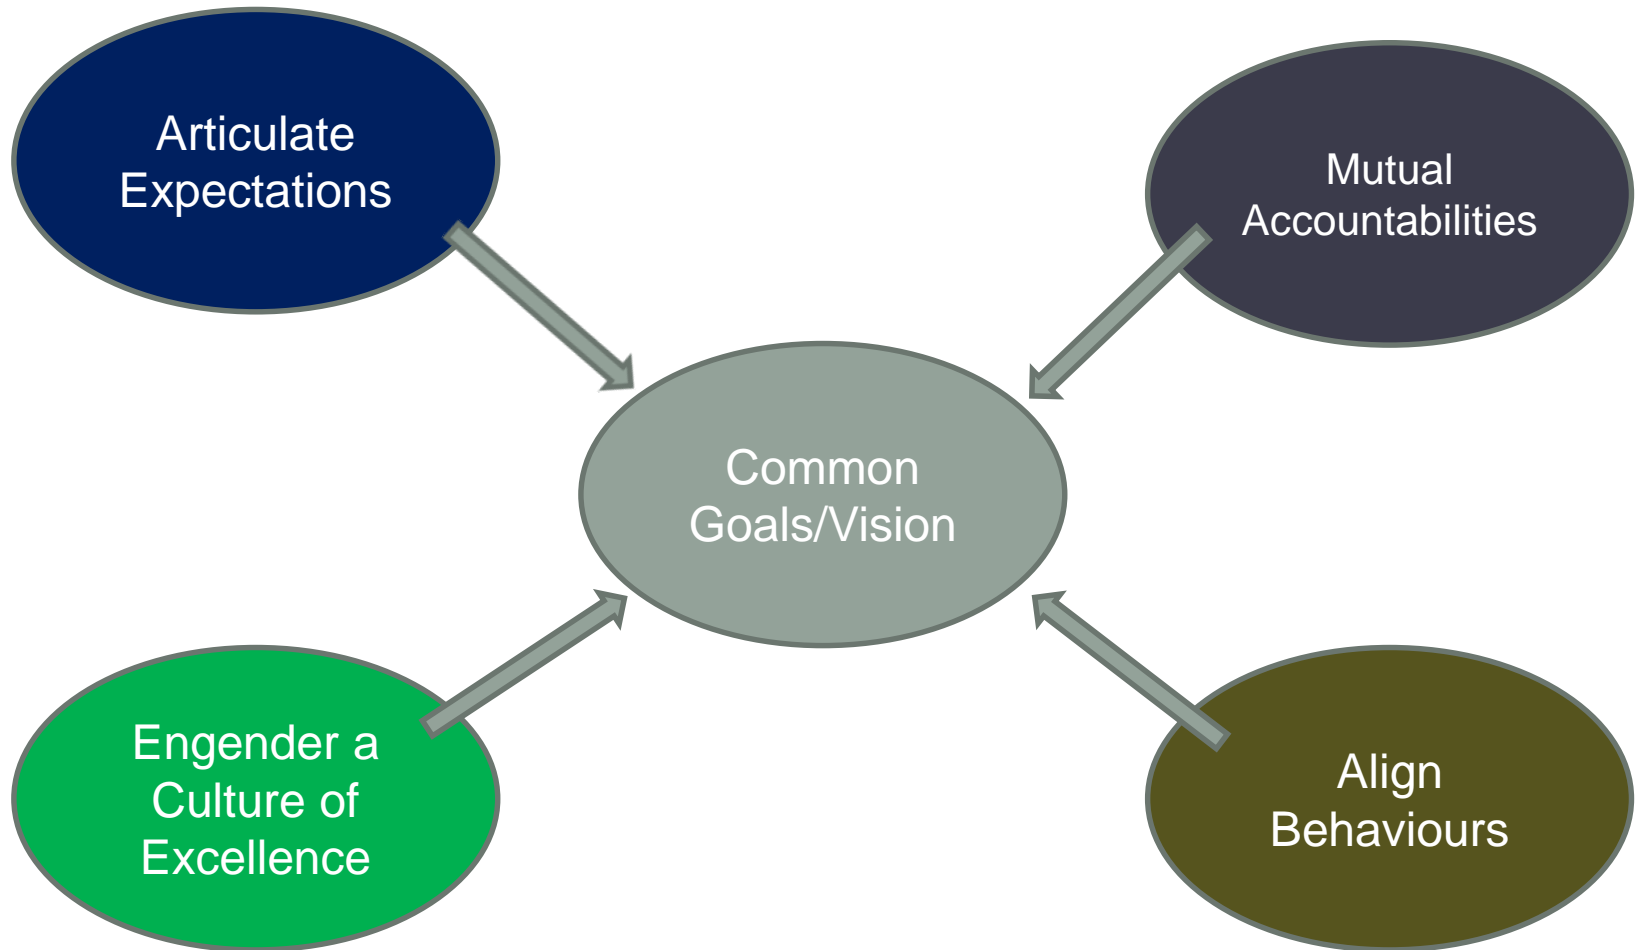 Articulate
Expectations
Mutual
Accountabilities
Common
Goals/Vision
Engender a
Culture of
Excellence
Align
Behaviours